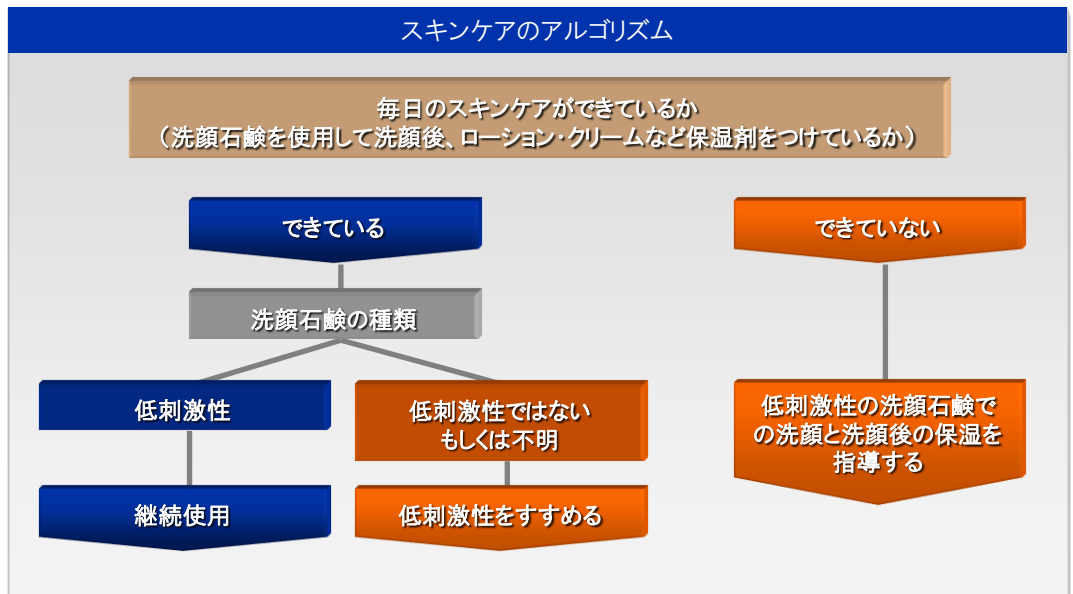 スキンケアのアルゴリズム
毎日のスキンケアができているか
（洗顔石鹸を使用して洗顔後、ローション・クリームなど保湿剤をつけているか）
できている
できていない
洗顔石鹸の種類
低刺激性
低刺激性ではない
もしくは不明
低刺激性の洗顔石鹸で
の洗顔と洗顔後の保湿を
指導する
継続使用
低刺激性をすすめる